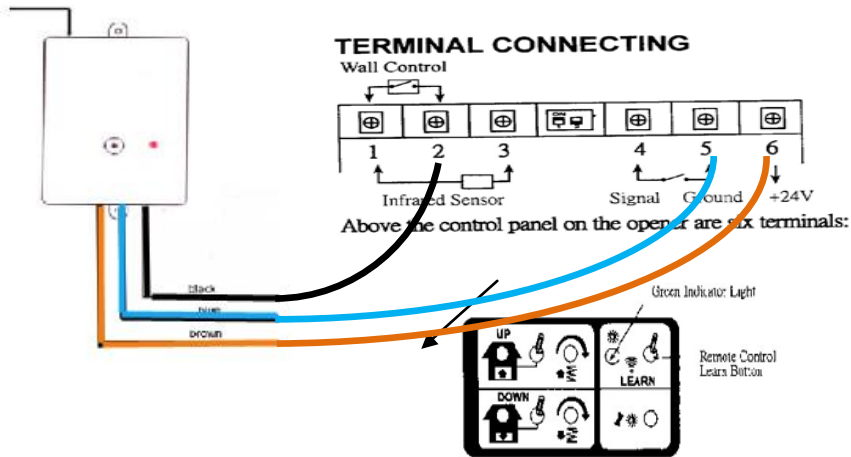 TERMINAL CONNECTING
Wall Control
ON
1 2 3 4 5 6
Infrared Sensor Signal Ground +24V
Above the control panel on the opener are six terminals:
black
blue
brown
Green Indicator Light
UP
Remote Control
Learn Button
LEARN
DOWN